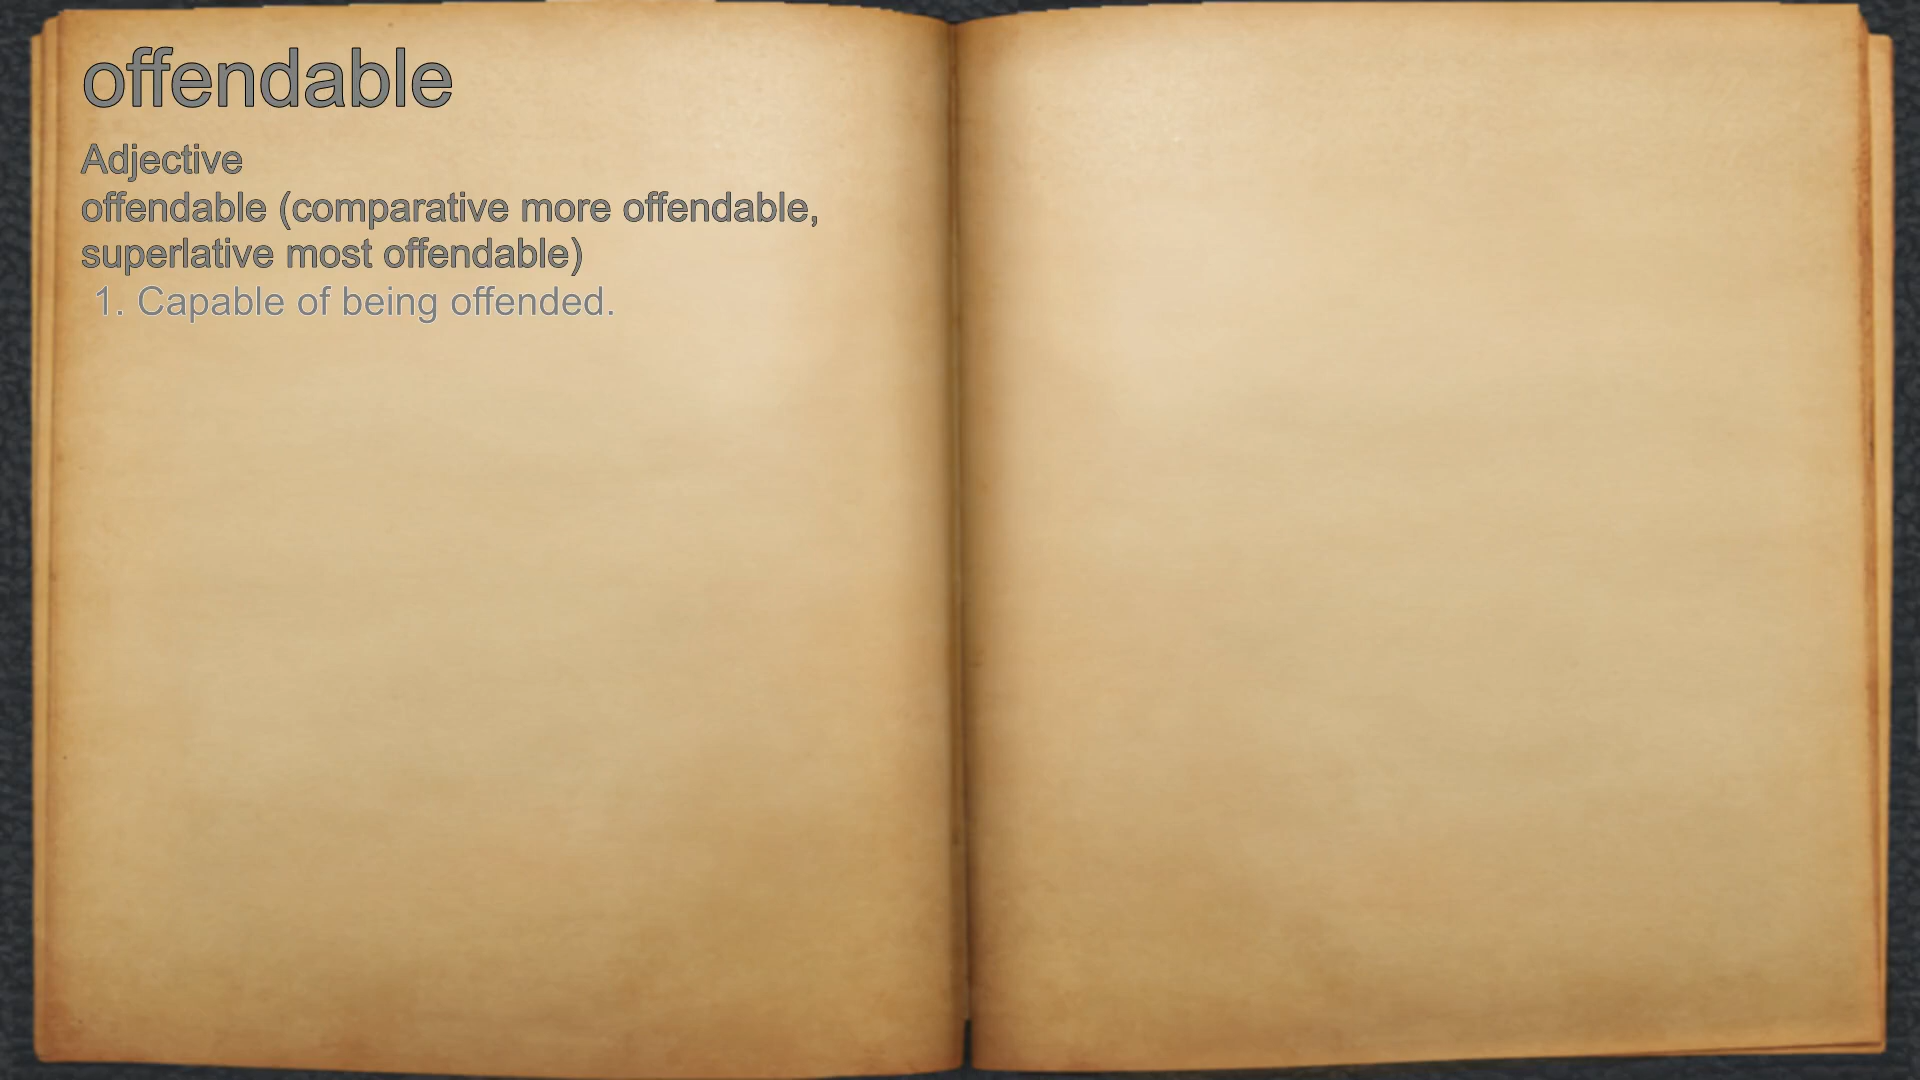 offendable
Adjective
offendable (comparative more offendable,
superlative most offendable)
1. Capable of being offended.